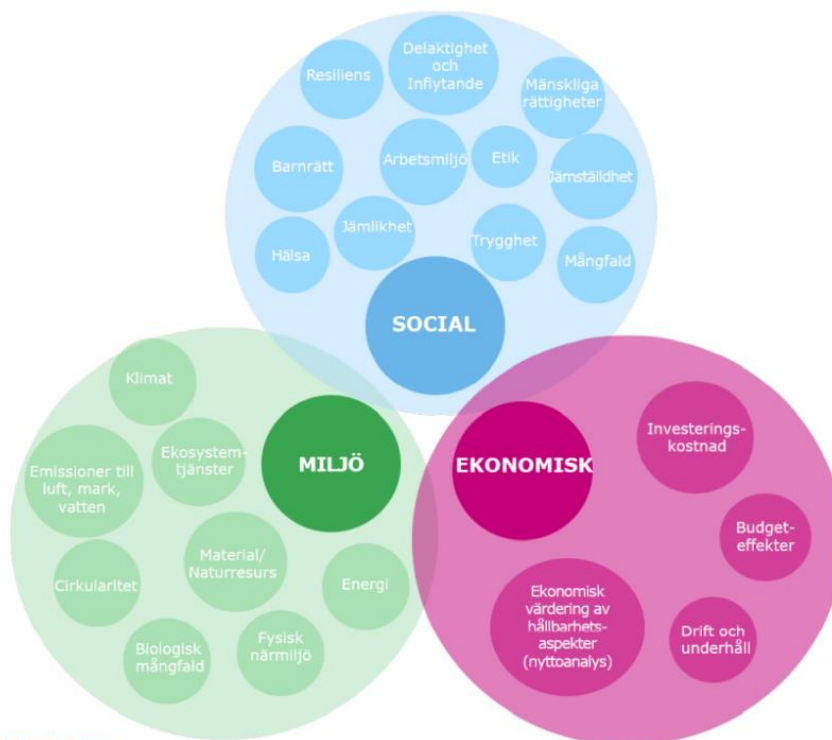 Resiliens
Delaktighet
och
Inflytande
Mänskliga
rättigheter
Barnrätt
Arbetsmiljö
Etik
Jämställdhet
Hälsa
Jämlikhet
Trygghet
Mångfald
SOCIAL
Klimat
Emissioner till
luft, mark,
vatten
Ekosystem-
tjänster
MILJÖ
Cirkularitet
Material/
Naturresurs
Energi
Biologisk
mångfald
Fysisk
närmiljö
EKONOMISK
Investerings-
kostnad
Budget-
effekter
Ekonomisk
värdering av
hållbarhets-
aspekter
(nyttoanalys)
Drift och
underhåll